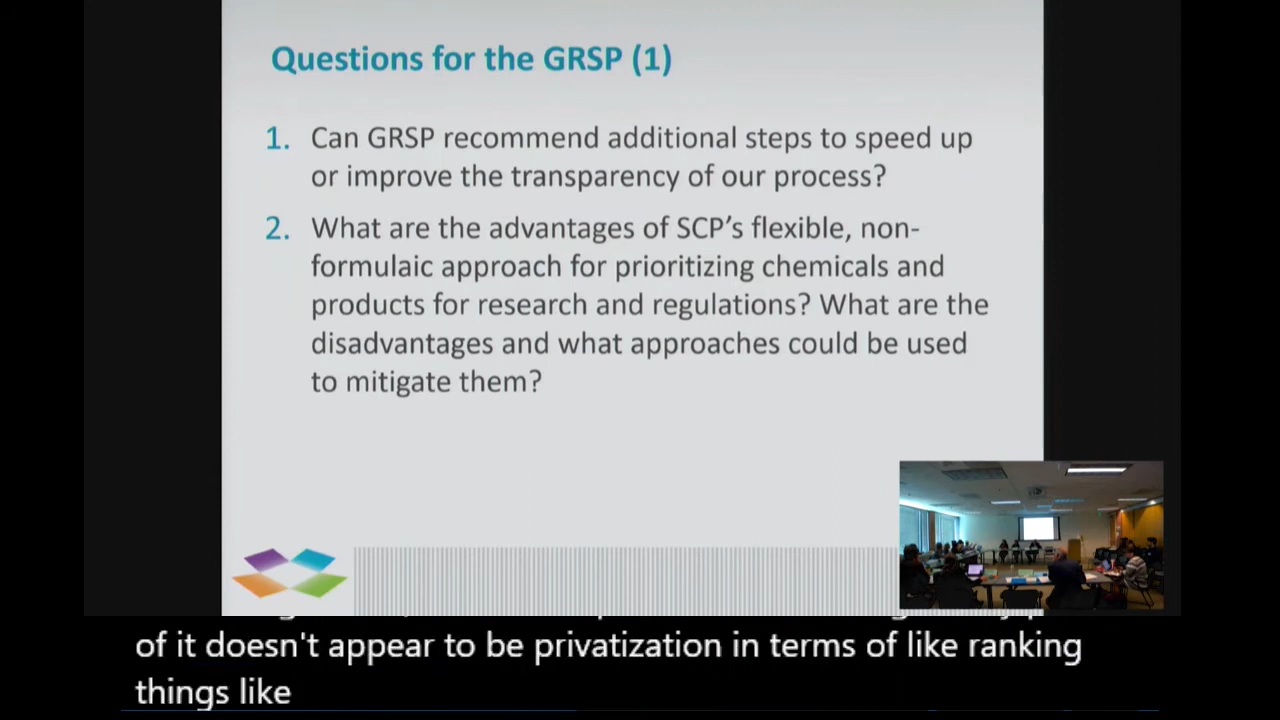 Questions for the GRSP (1)
1. Can GRSP recommend additional steps to speed up
or improve the transparency of our process?
2. What are the advantages of SCP's flexible, non-
formulaic approach for prioritizing chemicals and
products for research and regulations? What are the
disadvantages and what approaches could be used
to mitigate them?
of it doesn't appear to be privatization in terms of like ranking
things like